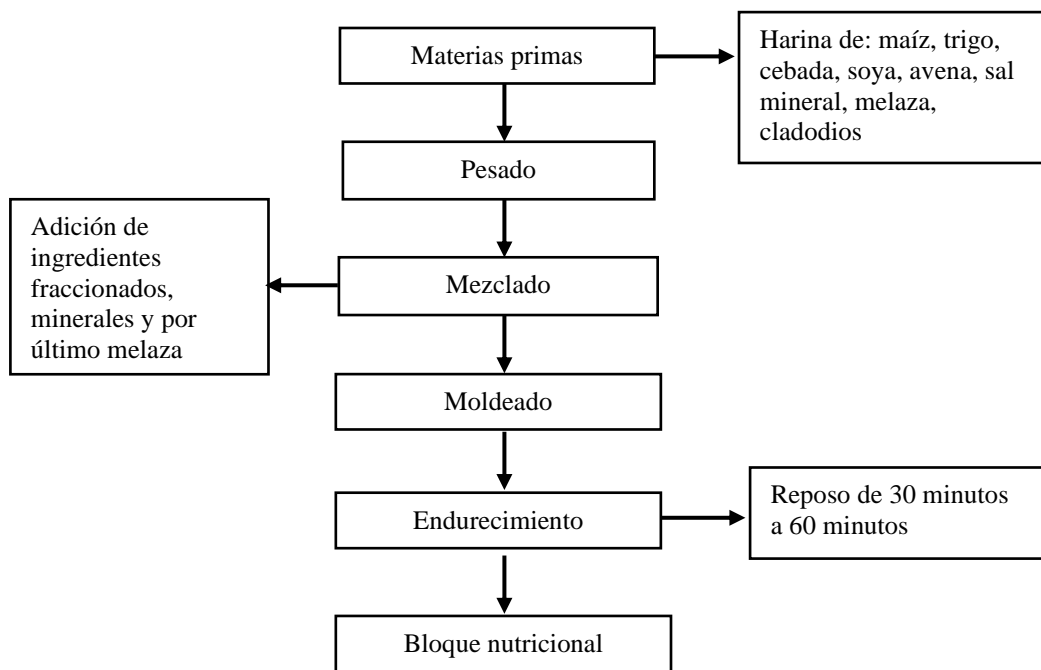 Materias primas
Harina de: maíz, trigo,
cebada, soya, avena, sal
mineral, melaza,
cladodios
Pesado
Adición de
ingredientes
fraccionados,
minerales y por
último melaza
Mezclado
Moldeado
Endurecimiento
Reposo de 30 minutos
a 60 minutos
Bloque nutricional